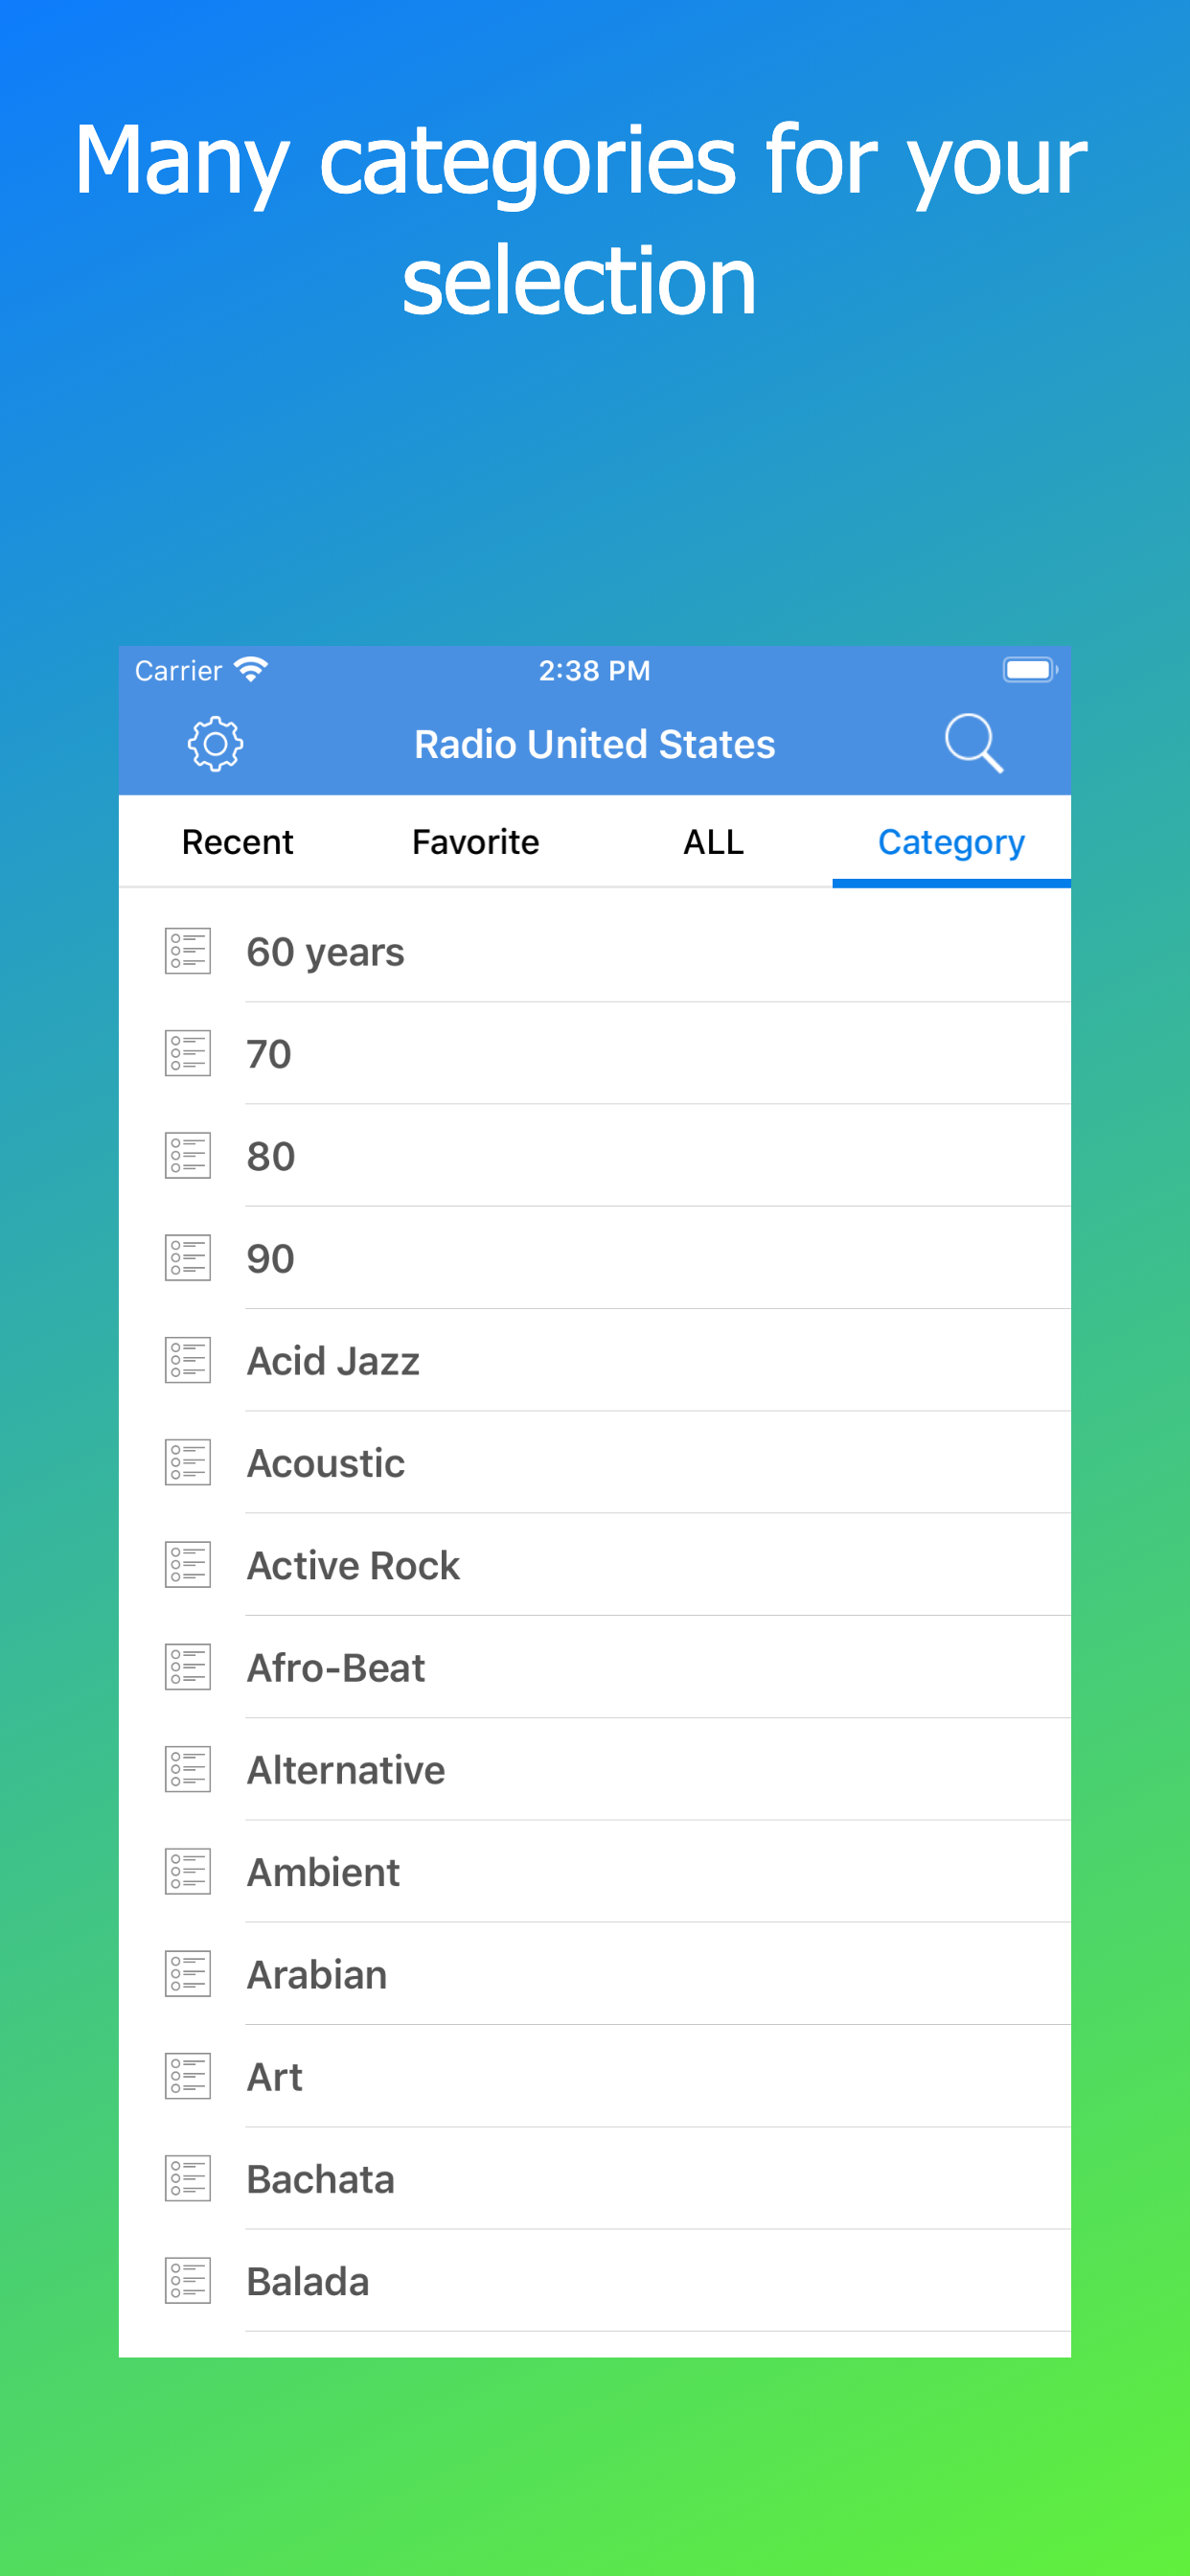 Many categories for your
selection
Carrier 2:38 PM
Radio United States
Recent Favorite ALL Category
60 years
70
80
90
Acid Jazz
Acoustic
Active Rock
Afro-Beat
Alternative
Ambient
Arabian
Art
Bachata
Balada